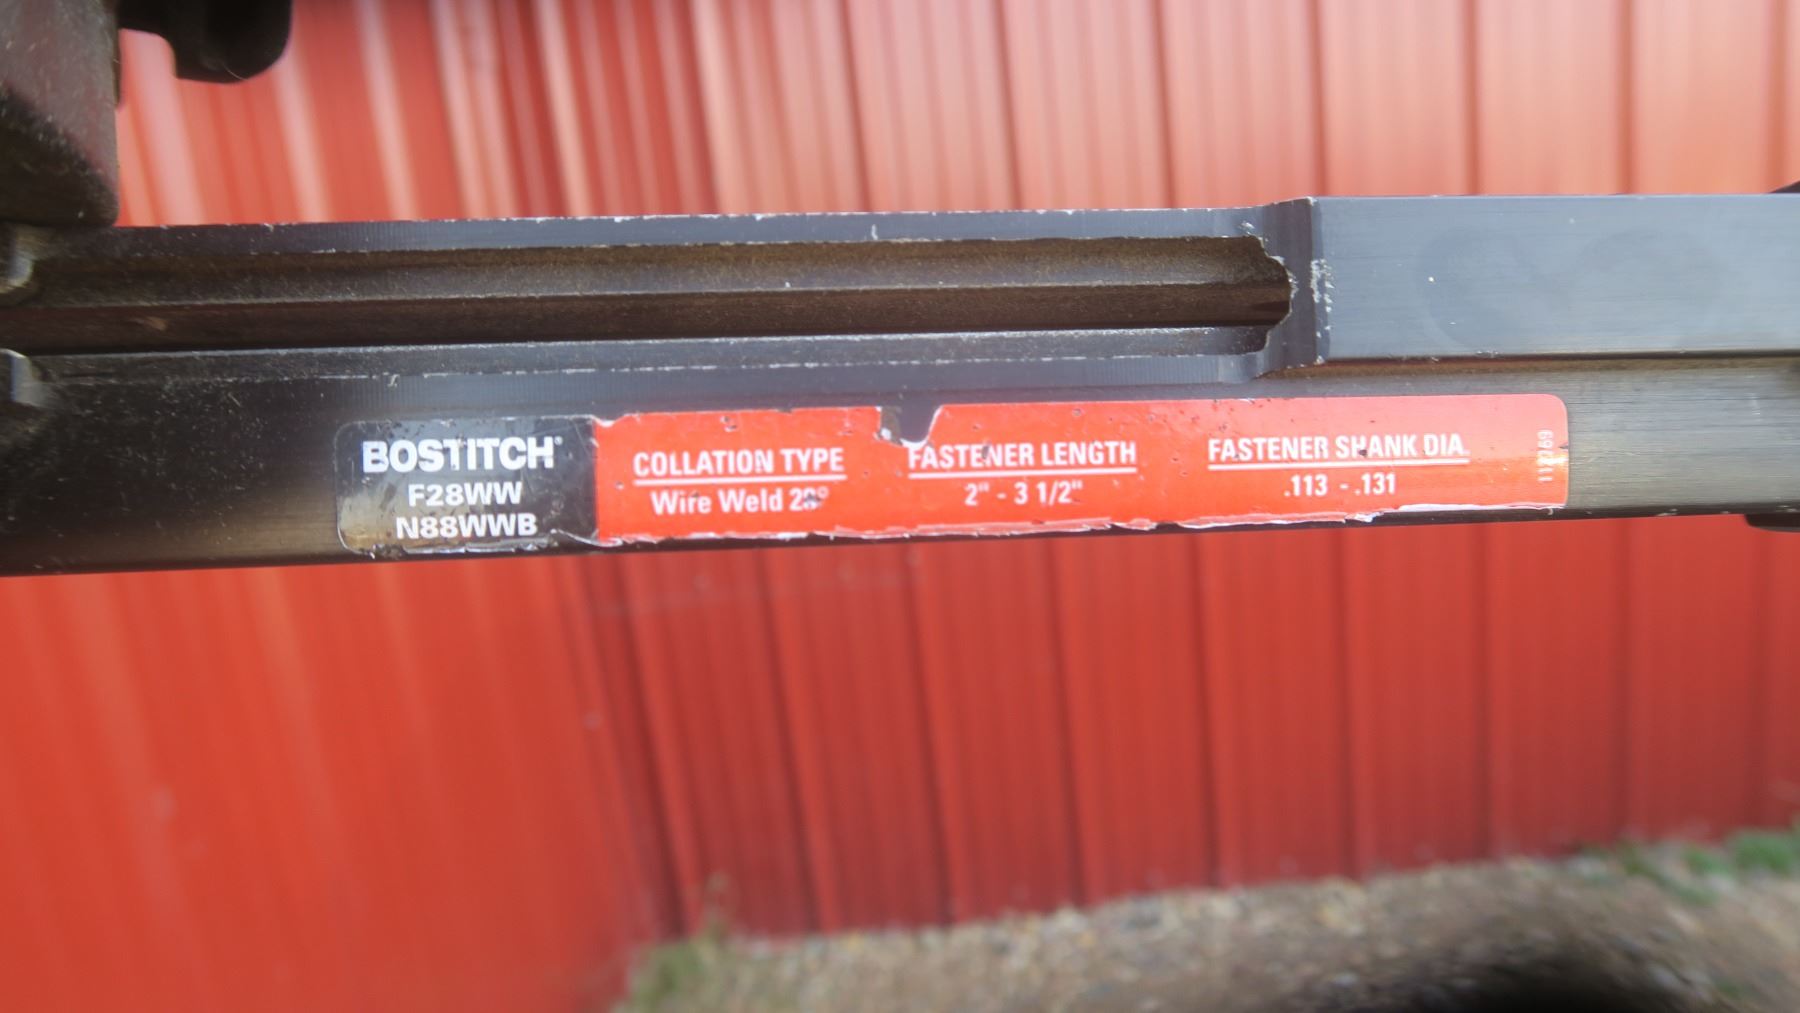 BOSTITCH®
F28WW
N88WWB
COLLATION TYPE
Wire Weld 28°
FASTENER LENGTH
2" - 3 1/2"
FASTENER SHANK DIA.
.113 - .131